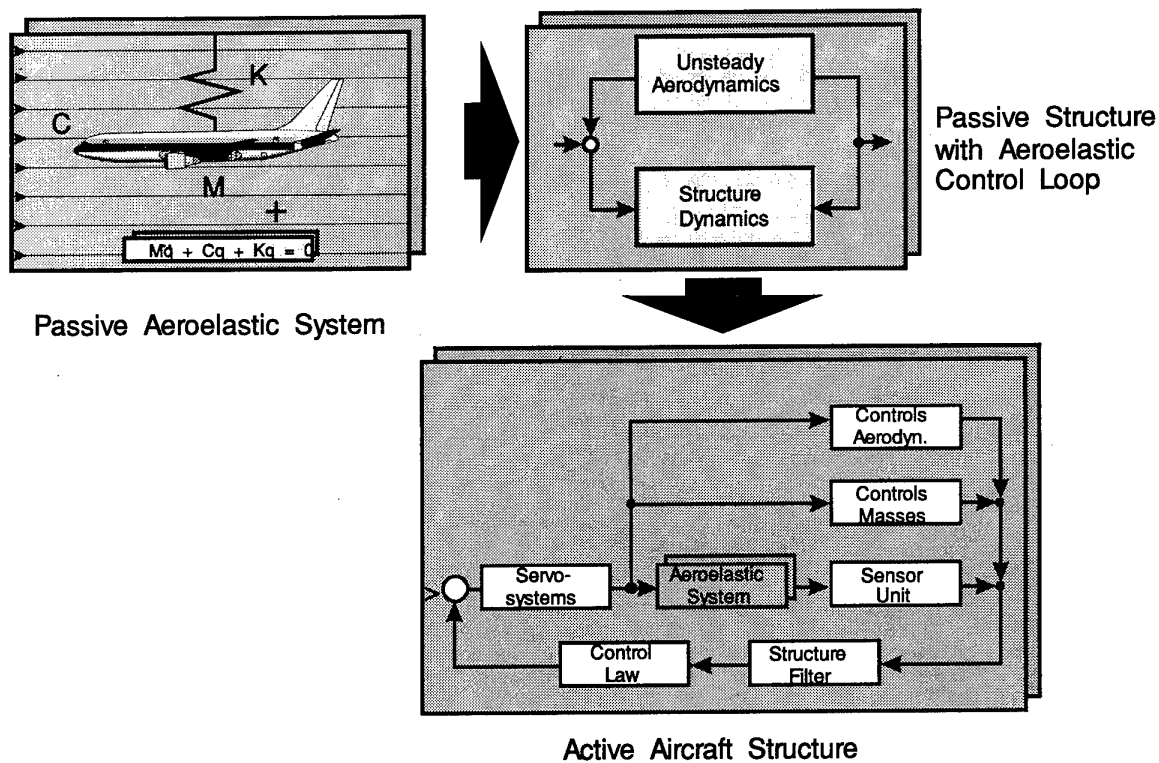 K
C
M
+
Mq + Cq + Kq = 0
Passive Aeroelastic System
Unsteady
Aerodynamics
Structure
Dynamics
Passive Structure
with Aeroelastic
Control Loop
Controls
Aerodyn.
Controls
Masses
Servo-
systems
Aeroelastic
System
Sensor
Unit
Control
Law
Structure
Filter
Active Aircraft Structure